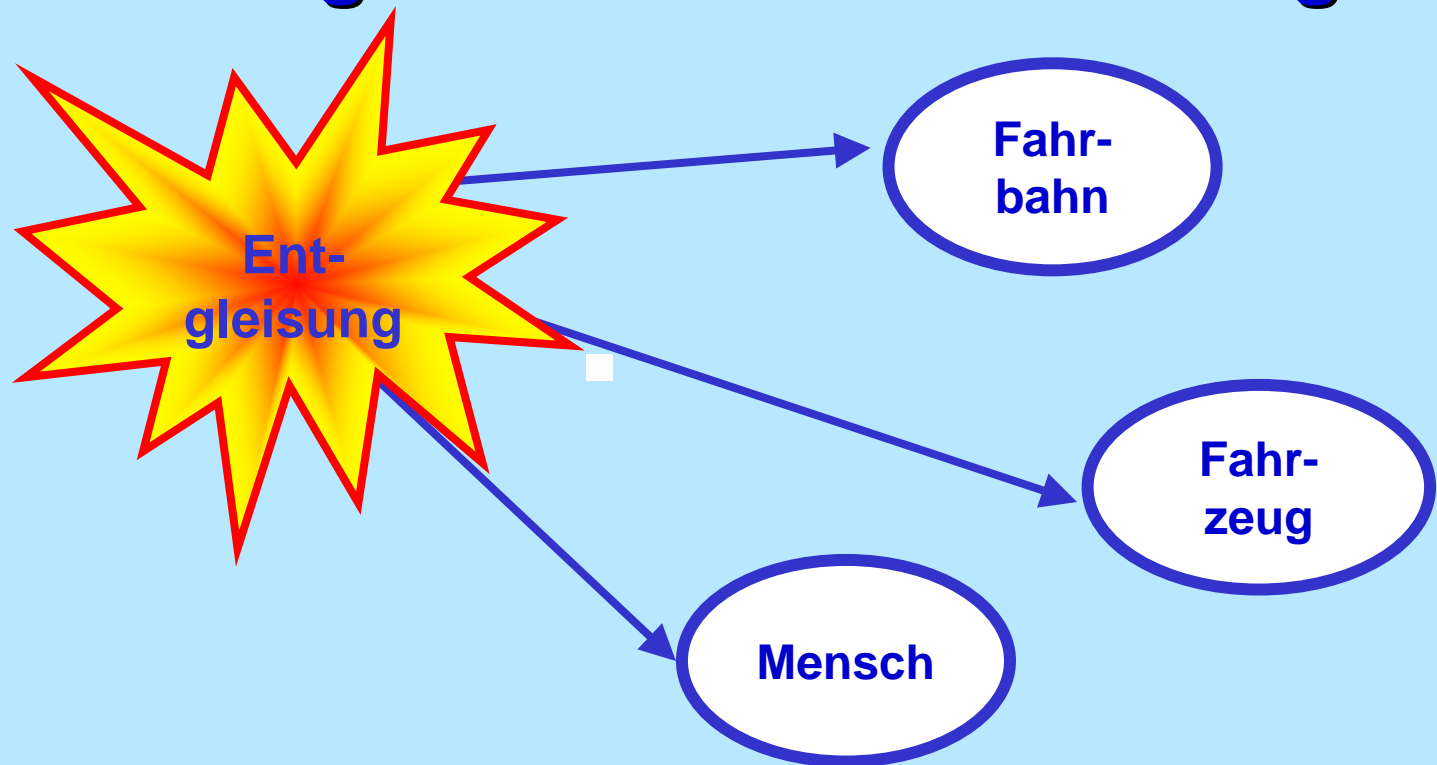 Fahr-
bahn
Ent-
gleisung
Fahr-
zeug
Mensch